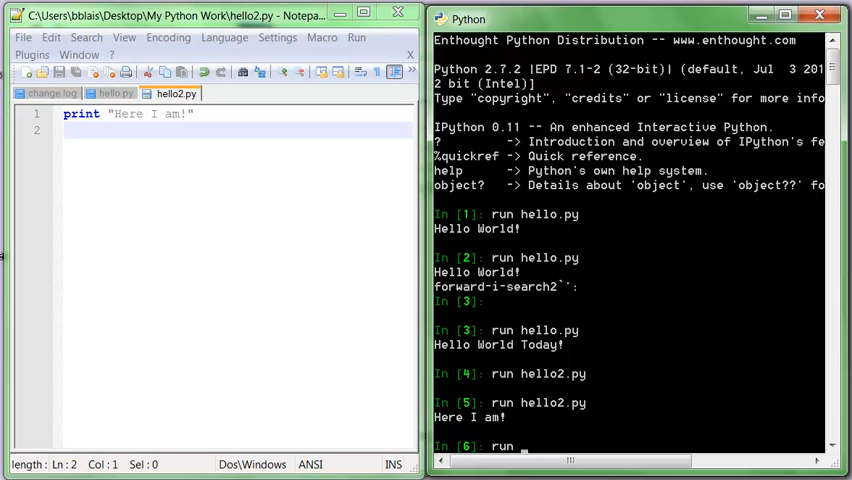 C:\Users\bblais\Desktop\My Python Work\hello2.py - Notepa...
File Edit Search View Encoding Language Settings Macro Run
Plugins Window ? X
change.log hello.py hello2.py
1 print "Here I am!"
2
length: Ln : 2 Col : 1 Sel : 0 Dos\Windows ANSI INS
Python
Enthought Python Distribution -- www.enthought.com
Python 2.7.2 |EPD 7.1-2 (32-bit)| (default, Jul 3 201
2 bit (Intel)]
Type "copyright", "credits" or "license" for more info
IPython 0.11 -- An enhanced Interactive Python.
? -> Introduction and overview of IPython's fe
%quickref -> Quick reference.
help -> Python's own help system.
object? -> Details about 'object', use 'object??' fo
In [1]: run hello.py
Hello World!
In [2]: run hello.py
Hello World!
forward-i-search2`':
In [3]:
In [3]: run hello.py
Hello World Today!
In [4]: run hello2.py
In [5]: run hello2.py
Here I am!
In [6]: run _